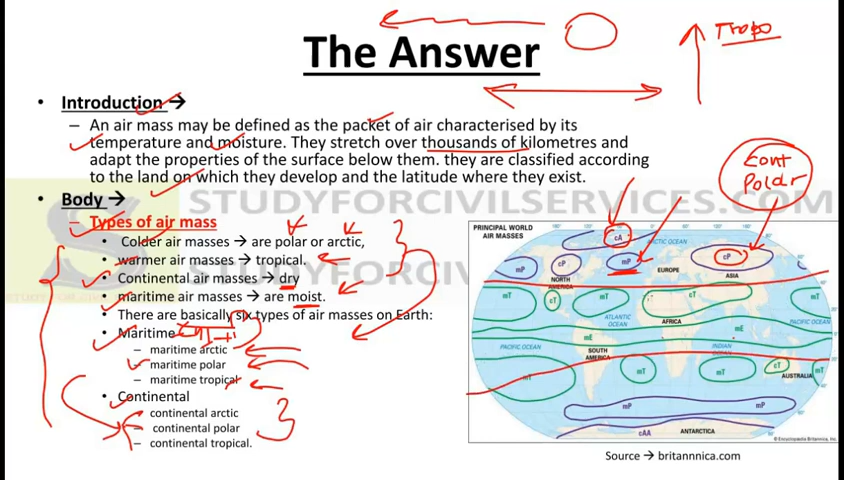 The Answer
Tropo
• Introduction →
– An air mass may be defined as the packet of air characterised by its
temperature and moisture. They stretch over thousands of kilometres and
adapt the properties of the surface below them. they are classified according
to the land on which they develop and the latitude where they exist.
Cont
Polar
STUDYFORCIVILSERVICES.COM
STUDYFORCIVILSERVICES
• Body →
– Types of air mass
• Colder air masses → are polar or arctic,
• warmer air masses → tropical.
• Continental air masses → dry
• maritime air masses → are moist.
• There are basically six types of air masses on Earth:
• Maritime
– maritime arctic
– maritime polar
– maritime tropical
• Continental
– continental arctic
– continental polar
– continental tropical.
PRINCIPAL WORLD
AIR MASSES
ARCTIC OCEAN
cA
mP
cP
mP
cP
NORTH
AMERICA
EUROPE
ASIA
mT
cT
mT
cT
mT
ATLANTIC
OCEAN
AFRICA
PACIFIC OCEAN
mE
mE
PACIFIC OCEAN
SOUTH
AMERICA
INDIAN
OCEAN
mT
mT
mT
cT
AUSTRALIA
mP
mP
cAA
ANTARCTICA
© Encyclopædia Britannica, Inc.
Source → britannnica.com